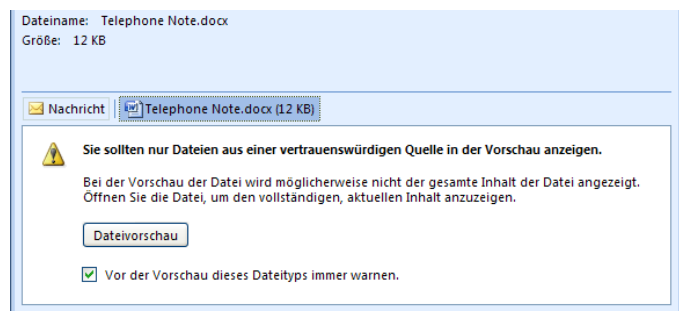 Dateiname: Telephone Note.docx
Größe: 12 KB
Nachricht Telephone Note.docx (12 KB)
Sie sollten nur Dateien aus einer vertrauenswürdigen Quelle in der Vorschau anzeigen.
Bei der Vorschau der Datei wird möglicherweise nicht der gesamte Inhalt der Datei angezeigt.
Öffnen Sie die Datei, um den vollständigen, aktuellen Inhalt anzuzeigen.
Dateivorschau
Vor der Vorschau dieses Dateityps immer warnen.